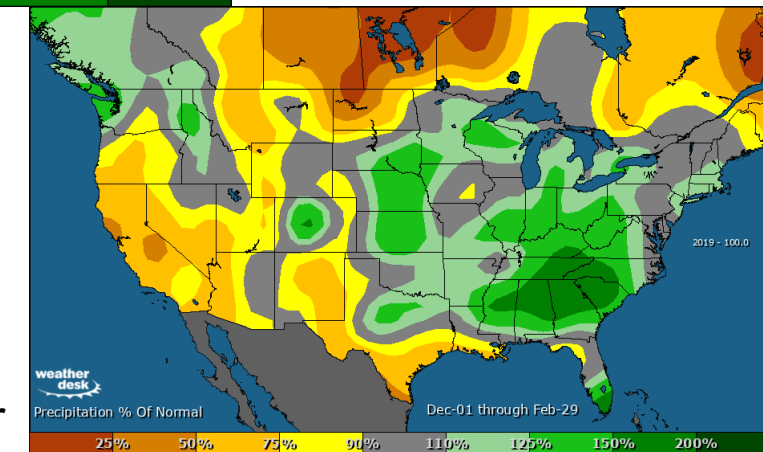 2019 - 100.0
weather
desk
Precipitation % Of Normal
Dec-01 through Feb-29
25% 50% 75% 90% 110% 125% 150% 200%